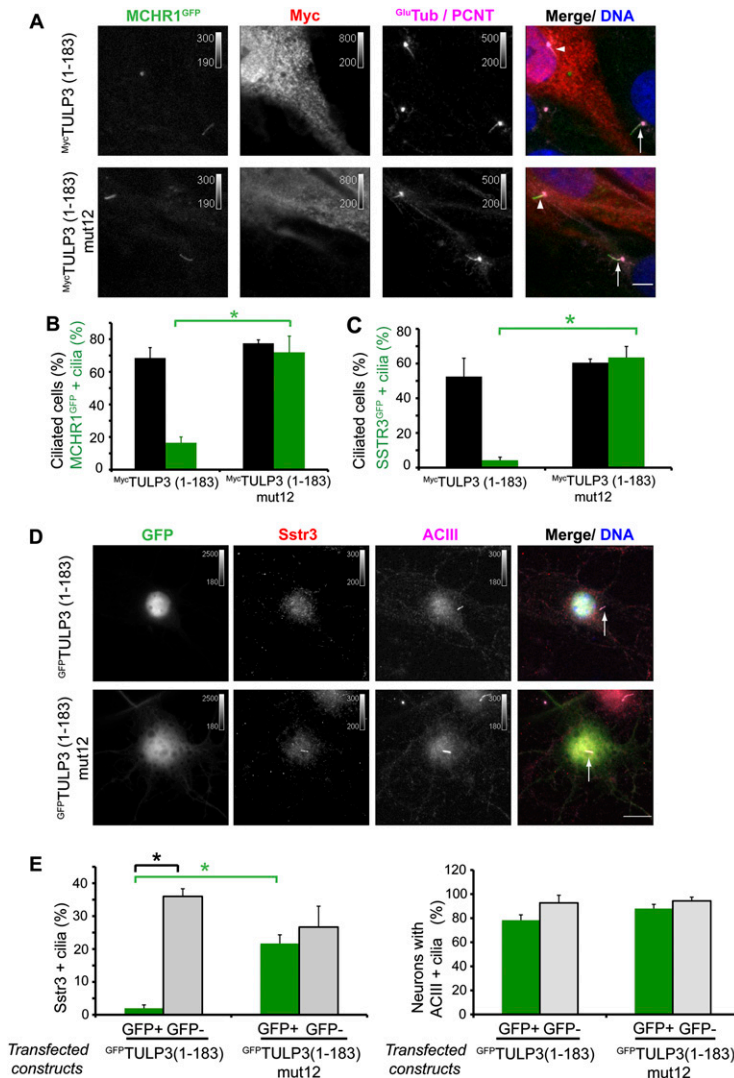 A
MCHR1GFP Myc GluTub / PCNT Merge/ DNA
MycTULP3 (1-183)
300
190
800
200
500
200
MycTULP3 (1-183)
mut12
300
190
800
200
500
200
B
Ciliated cells (%)
MCHR1GFP + cilia (%)
80
60
40
20
0
*
MycTULP3 (1-183) MycTULP3 (1-183)
mut12
C
Ciliated cells (%)
SSTR3GFP + cilia (%)
60
40
20
0
*
MycTULP3 (1-183) MycTULP3 (1-183)
mut12
D
GFP Sstr3 ACIII Merge/ DNA
GFPTULP3 (1-183)
2500
180
300
200
300
180
GFPTULP3 (1-183)
mut12
2500
180
300
200
300
180
E
Sstr3 + cilia (%)
40
30
20
10
0
*
*
GFP+ GFP- GFP+ GFP-
Transfected
constructs
GFPTULP3(1-183) GFPTULP3(1-183)
mut12
Neurons with
ACIII + cilia (%)
120
100
80
60
40
20
0
GFP+ GFP- GFP+ GFP-
Transfected
constructs
GFPTULP3(1-183) GFPTULP3(1-183)
mut12